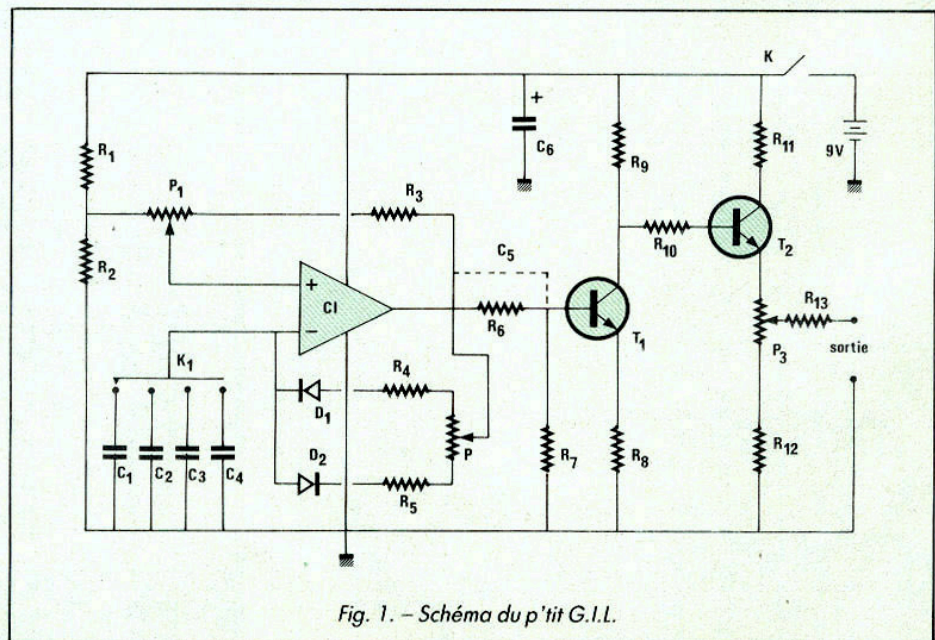 K
+
C6
R1
P1
R3
R9
R11
9V
R2
R10
T2
C5
+
CI
−
R6
T1
P3
R13
sortie
K1
R4
D1
P
D2
R5
R7
R8
R12
C1
C2
C3
C4
Fig. 1. – Schéma du p'tit G.I.L.